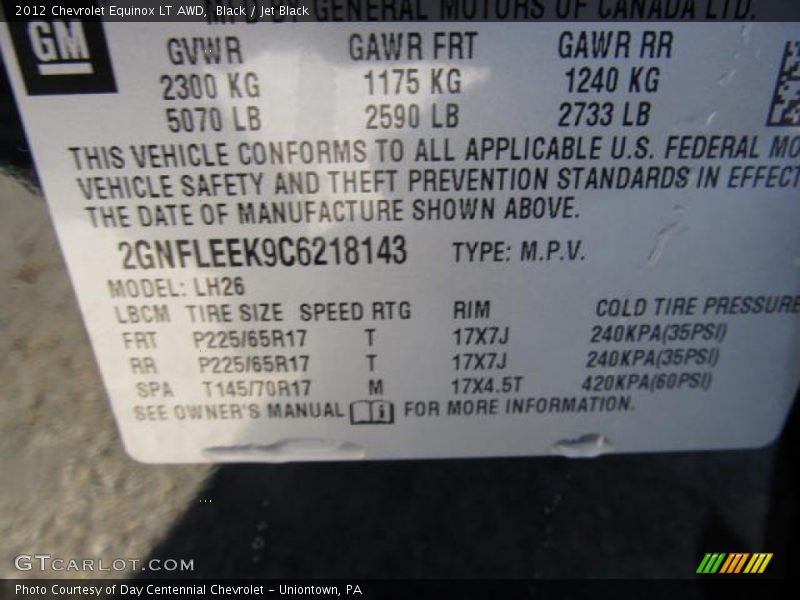 2012 Chevrolet Equinox LT AWD, Black / Jet Black
MFD BY GENERAL MOTORS OF CANADA LTD.
GM
GVWR GAWR FRT GAWR RR
2300 KG 1175 KG 1240 KG
5070 LB 2590 LB 2733 LB
THIS VEHICLE CONFORMS TO ALL APPLICABLE U.S. FEDERAL MO
VEHICLE SAFETY AND THEFT PREVENTION STANDARDS IN EFFECT
THE DATE OF MANUFACTURE SHOWN ABOVE.
2GNFLEEK9C6218143 TYPE: M.P.V.
MODEL: LH26
LBCM TIRE SIZE SPEED RTG RIM COLD TIRE PRESSURE
FRT P225/65R17 T 17X7J 240KPA(35PSI)
RR P225/65R17 T 17X7J 240KPA(35PSI)
SPA T145/70R17 M 17X4.5T 420KPA(60PSI)
SEE OWNER'S MANUAL i FOR MORE INFORMATION.
GTCARLOT.COM
Photo Courtesy of Day Centennial Chevrolet - Uniontown, PA